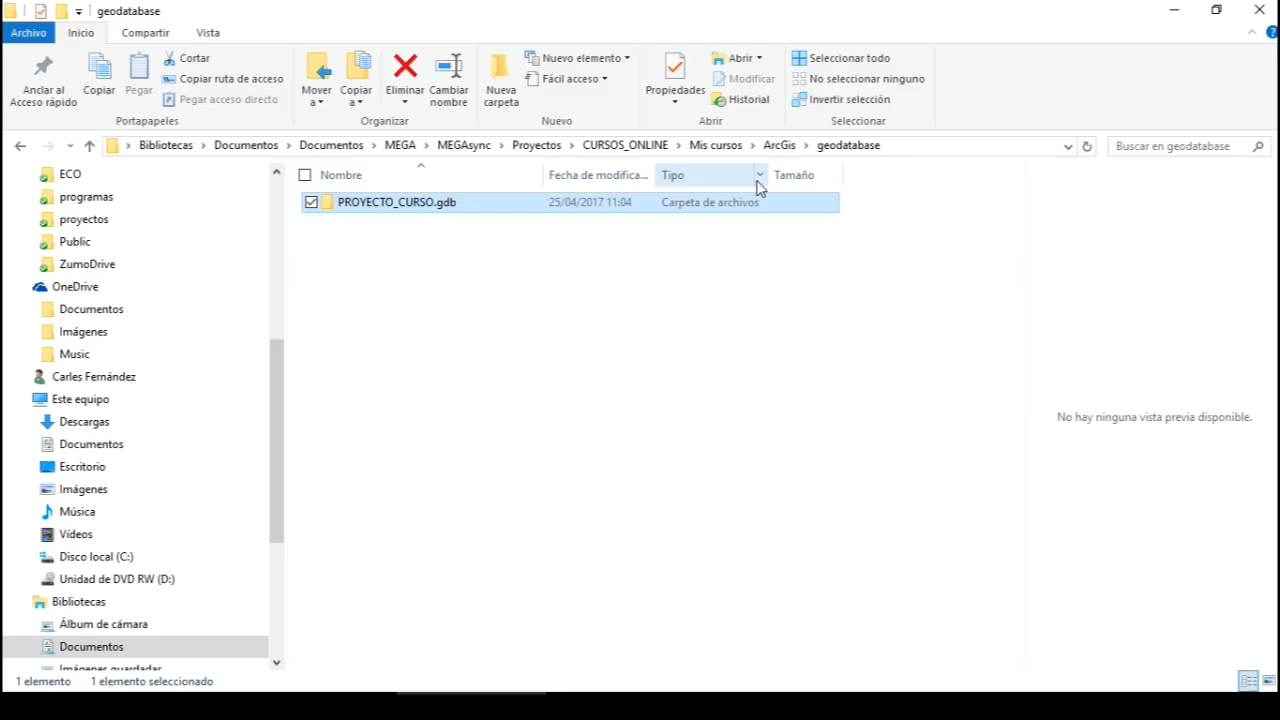 geodatabase
Archivo Inicio Compartir Vista
Anclar al Acceso rápido
Copiar
Pegar
Cortar
Copiar ruta de acceso
Pegar acceso directo
Portapapeles
Mover a
Copiar a
Eliminar
Cambiar nombre
Organizar
Nueva carpeta
Nuevo elemento
Fácil acceso
Nuevo
Propiedades
Abrir
Modificar
Historial
Abrir
Seleccionar todo
No seleccionar ninguno
Invertir selección
Seleccionar
Bibliotecas > Documentos > Documentos > MEGA > MEGAsync > Proyectos > CURSOS_ONLINE > Mis cursos > ArcGis > geodatabase
Buscar en geodatabase
ECO
programas
proyectos
Public
ZumoDrive
OneDrive
Documentos
Imágenes
Music
Carles Fernández
Este equipo
Descargas
Documentos
Escritorio
Imágenes
Música
Vídeos
Disco local (C:)
Unidad de DVD RW (D:)
Bibliotecas
Álbum de cámara
Documentos
Imágenes guardadas
Nombre Fecha de modifica... Tipo Tamaño
PROYECTO_CURSO.gdb 25/04/2017 11:04 Carpeta de archivos
No hay ninguna vista previa disponible.
1 elemento 1 elemento seleccionado